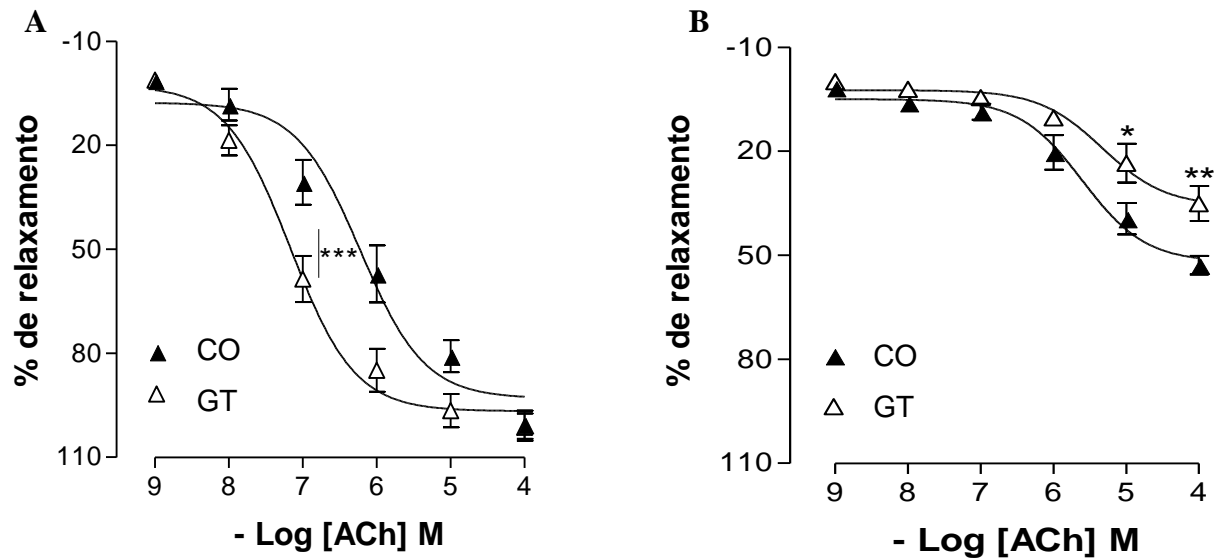 A
-10
20
50
80
110
% de relaxamento
***
CO
GT
9 8 7 6 5 4
- Log [ACh] M
B
-10
20
50
80
110
% de relaxamento
*
**
CO
GT
9 8 7 6 5 4
- Log [ACh] M